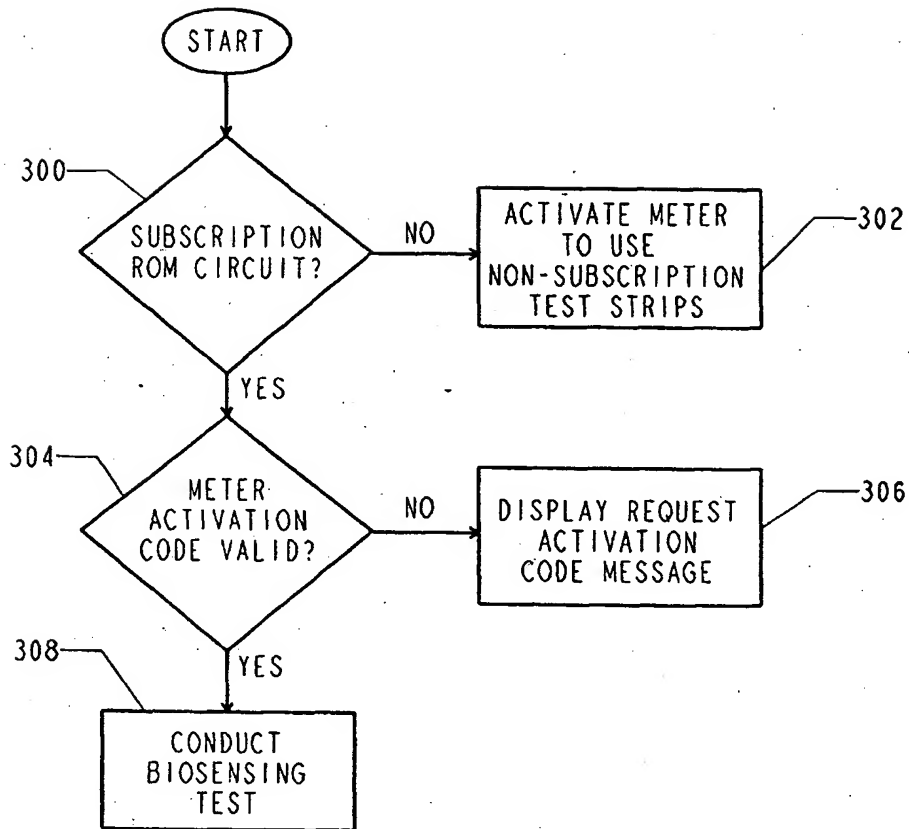 START
300
SUBSCRIPTION
ROM CIRCUIT?
NO
ACTIVATE METER
TO USE
NON-SUBSCRIPTION
TEST STRIPS
302
YES
304
METER
ACTIVATION
CODE VALID?
NO
DISPLAY REQUEST
ACTIVATION
CODE MESSAGE
306
YES
308
CONDUCT
BIOSENSING
TEST